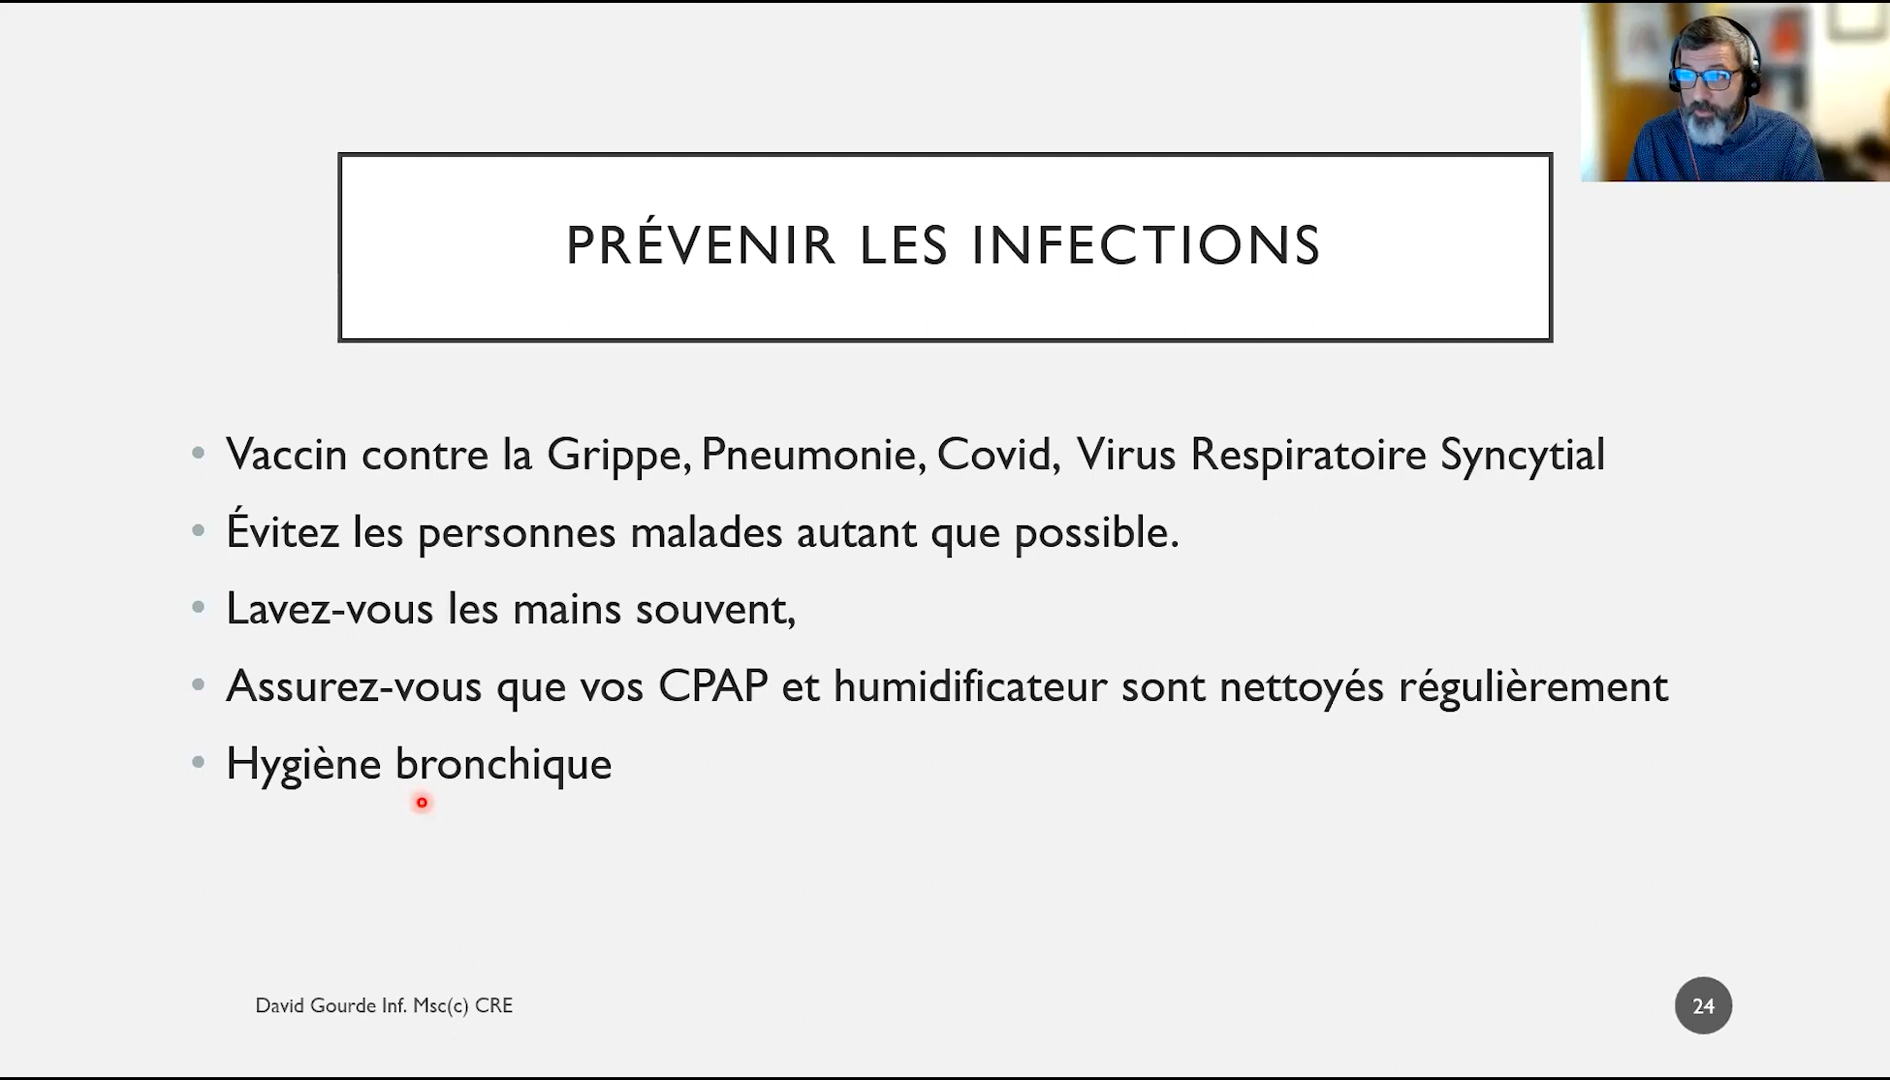 PRÉVENIR LES INFECTIONS
• Vaccin contre la Grippe, Pneumonie, Covid, Virus Respiratoire Syncytial
• Évitez les personnes malades autant que possible.
• Lavez-vous les mains souvent,
• Assurez-vous que vos CPAP et humidificateur sont nettoyés régulièrement
• Hygiène bronchique
David Gourde Inf. Msc(c) CRE
24